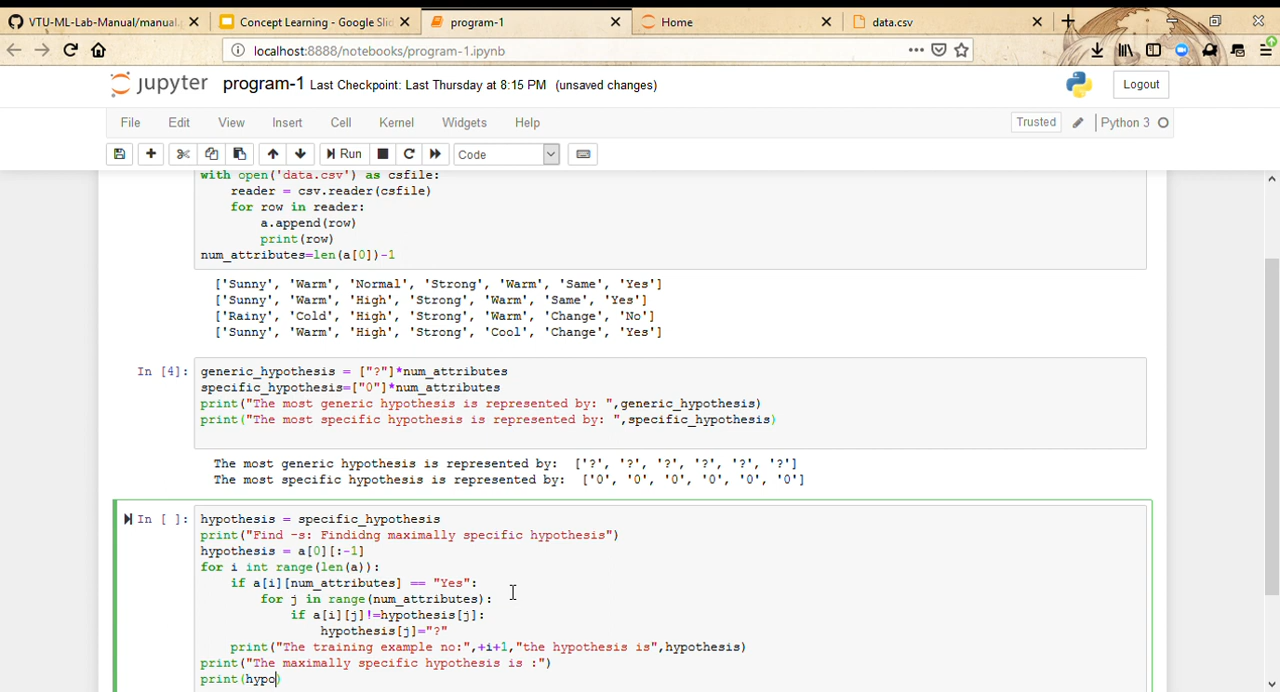 VTU-ML-Lab-Manual/manual.
Concept Learning - Google Slid
program-1
Home
data.csv
localhost:8888/notebooks/program-1.ipynb
jupyter program-1 Last Checkpoint: Last Thursday at 8:15 PM (unsaved changes)
Logout
File Edit View Insert Cell Kernel Widgets Help
Trusted Python 3
Run Code
with open('data.csv') as csfile:
reader = csv.reader(csfile)
for row in reader:
a.append(row)
print(row)
num_attributes=len(a[0])-1
['Sunny', 'Warm', 'Normal', 'Strong', 'Warm', 'Same', 'Yes']
['Sunny', 'Warm', 'High', 'Strong', 'Warm', 'Same', 'Yes']
['Rainy', 'Cold', 'High', 'Strong', 'Warm', 'Change', 'No']
['Sunny', 'Warm', 'High', 'Strong', 'Cool', 'Change', 'Yes']
In [4]: generic_hypothesis = ["?"]*num_attributes
specific_hypothesis=["0"]*num_attributes
print("The most generic hypothesis is represented by: ",generic_hypothesis)
print("The most specific hypothesis is represented by: ",specific_hypothesis)
The most generic hypothesis is represented by:  ['?', '?', '?', '?', '?', '?']
The most specific hypothesis is represented by:  ['0', '0', '0', '0', '0', '0']
In [ ]: hypothesis = specific_hypothesis
print("Find -s: Findidng maximally specific hypothesis")
hypothesis = a[0][:-1]
for i int range(len(a)):
if a[i][num_attributes] == "Yes":
for j in range(num_attributes):
if a[i][j]!=hypothesis[j]:
hypothesis[j]="?"
print("The training example no:",+i+1,"the hypothesis is",hypothesis)
print("The maximally specific hypothesis is :")
print(hypo)